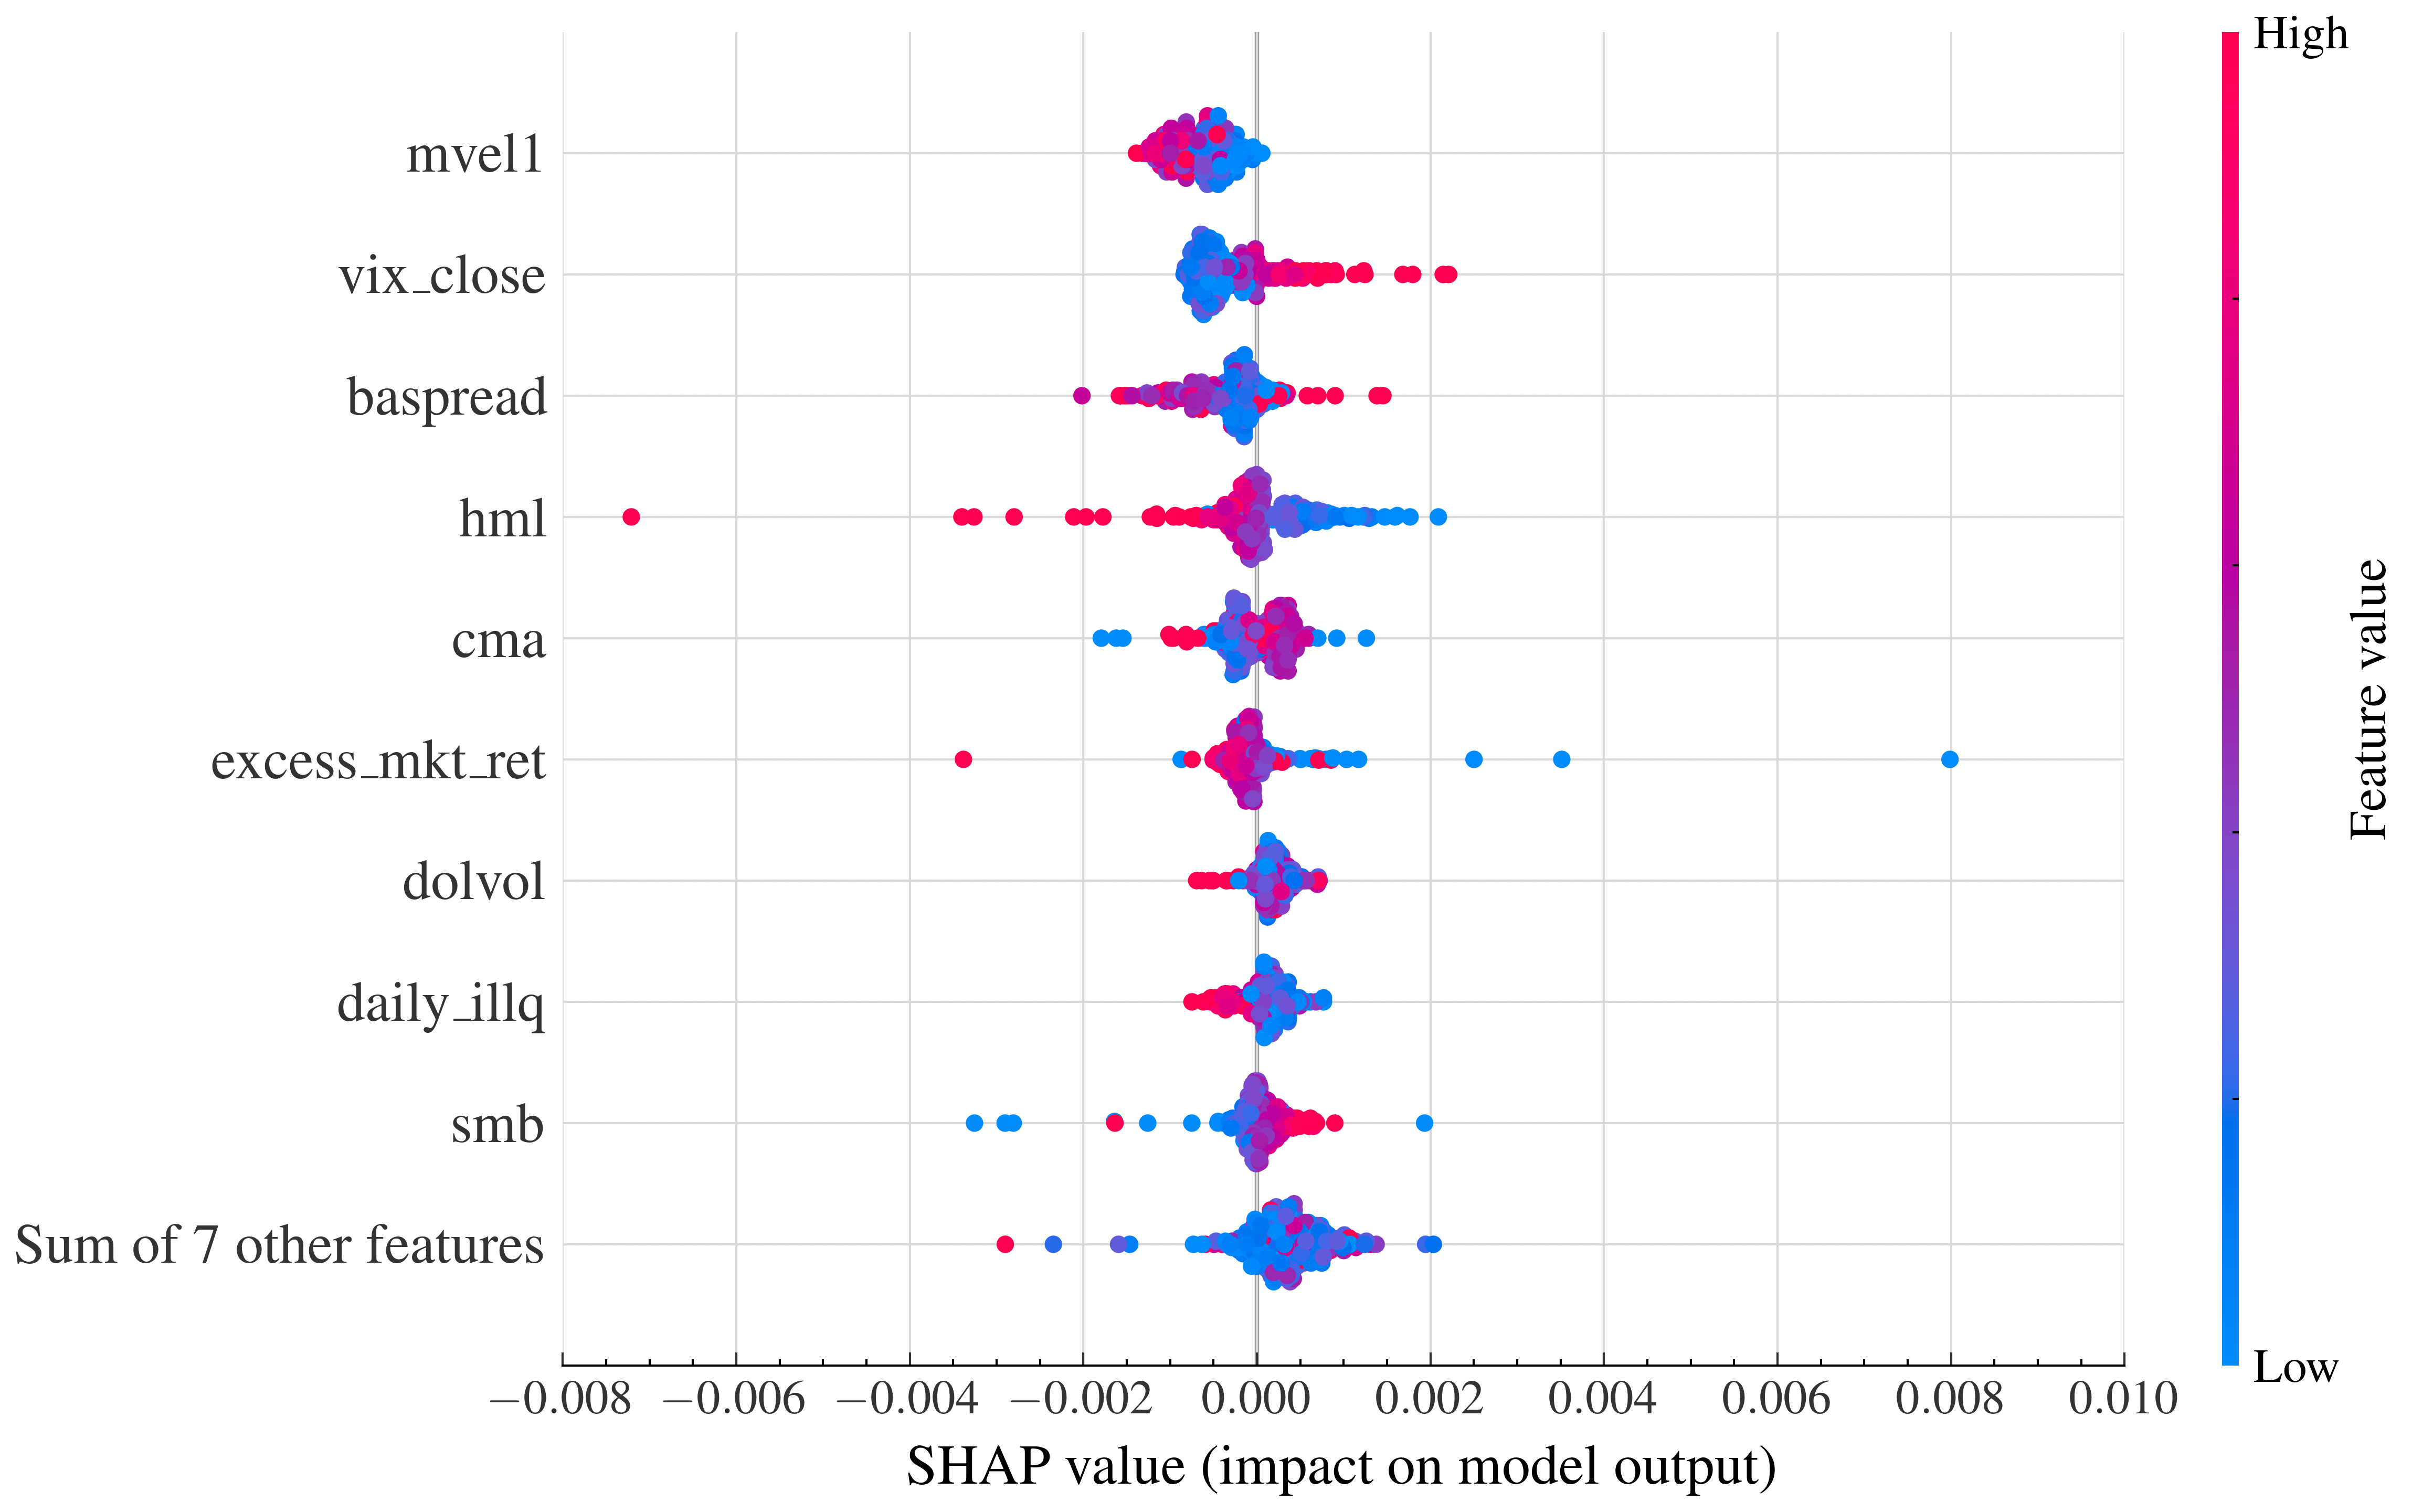 High
mvel1
vix_close
baspread
hml
cma
excess_mkt_ret
dolvol
daily_illq
smb
Sum of 7 other features
Feature value
Low
−0.008 −0.006 −0.004 −0.002 0.000 0.002 0.004 0.006 0.008 0.010
SHAP value (impact on model output)